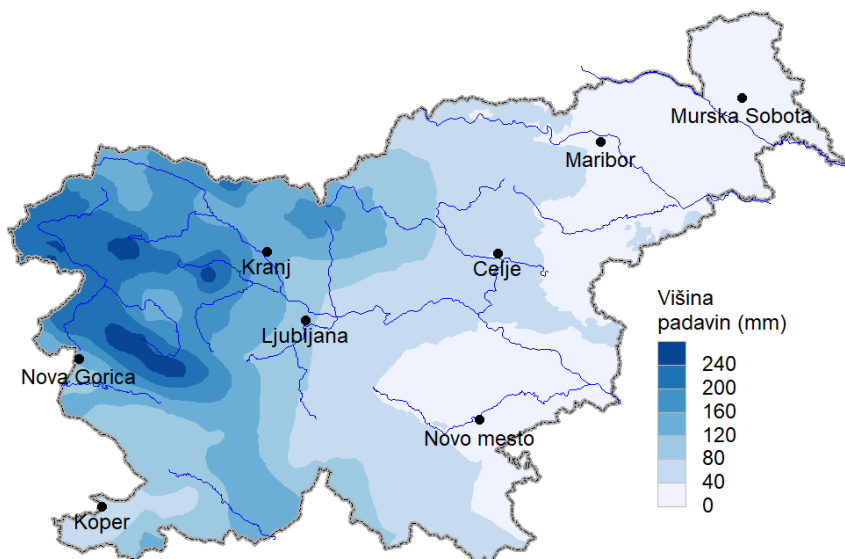 Murska Sobota
Maribor
Kranj
Celje
Ljubljana
Nova Gorica
Novo mesto
Koper
Višina
padavin (mm)
240
200
160
120
80
40
0